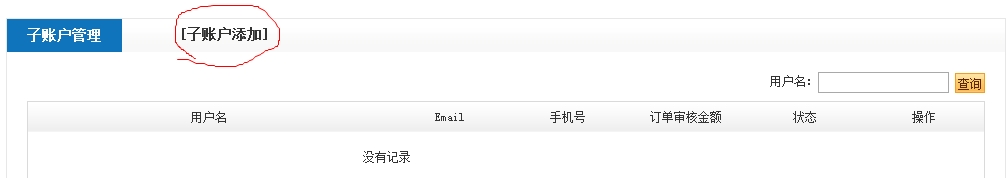 子账户管理 [子账户添加]
用户名: 查询
用户名 Email 手机号 订单审核金额 状态 操作
没有记录